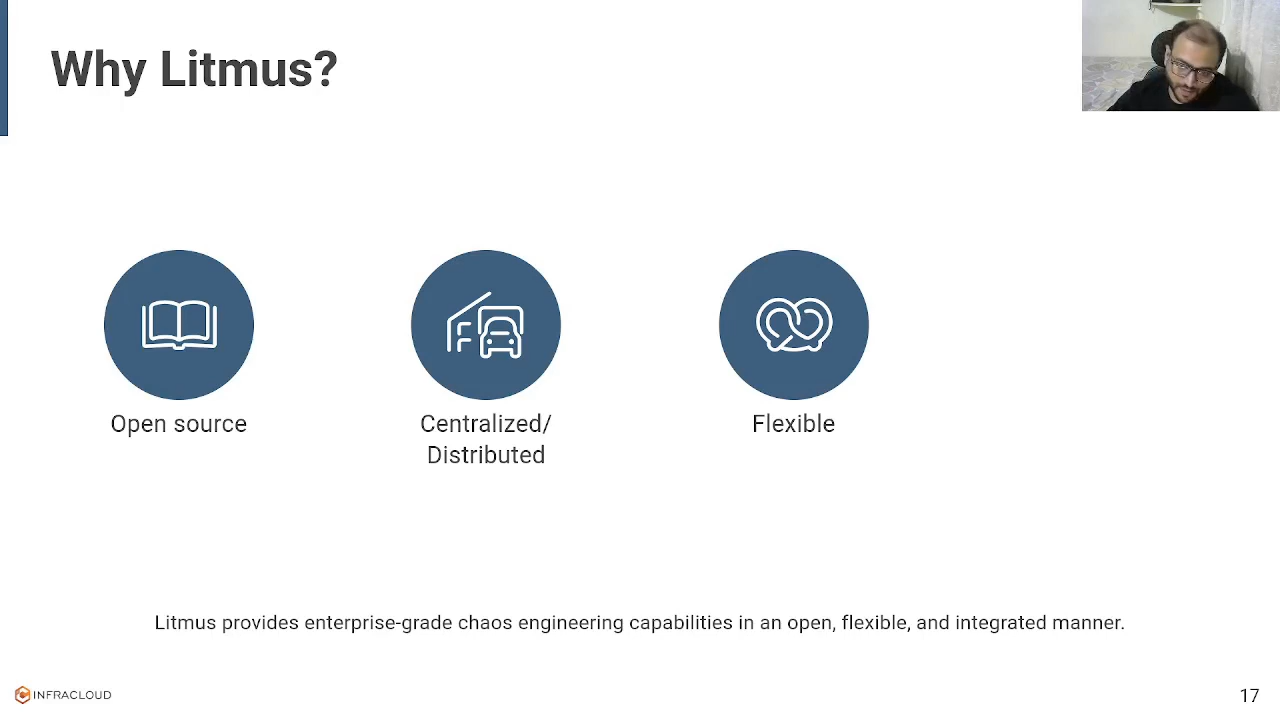 Why Litmus?
Open source
Centralized/
Distributed
Flexible
Litmus provides enterprise-grade chaos engineering capabilities in an open, flexible, and integrated manner.
INFRACLOUD
17